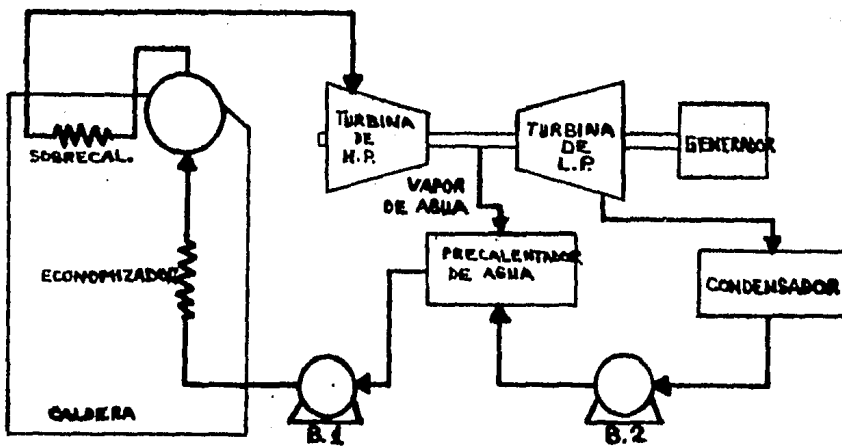 TURBINA
DE
H.P.
TURBINA
DE
L.P.
GENERADOR
SOBRECAL.
VAPOR
DE AGUA
PRECALENTADOR
DE AGUA
ECONOMIZADOR
CONDENSADOR
CALDERA
B.1
B.2